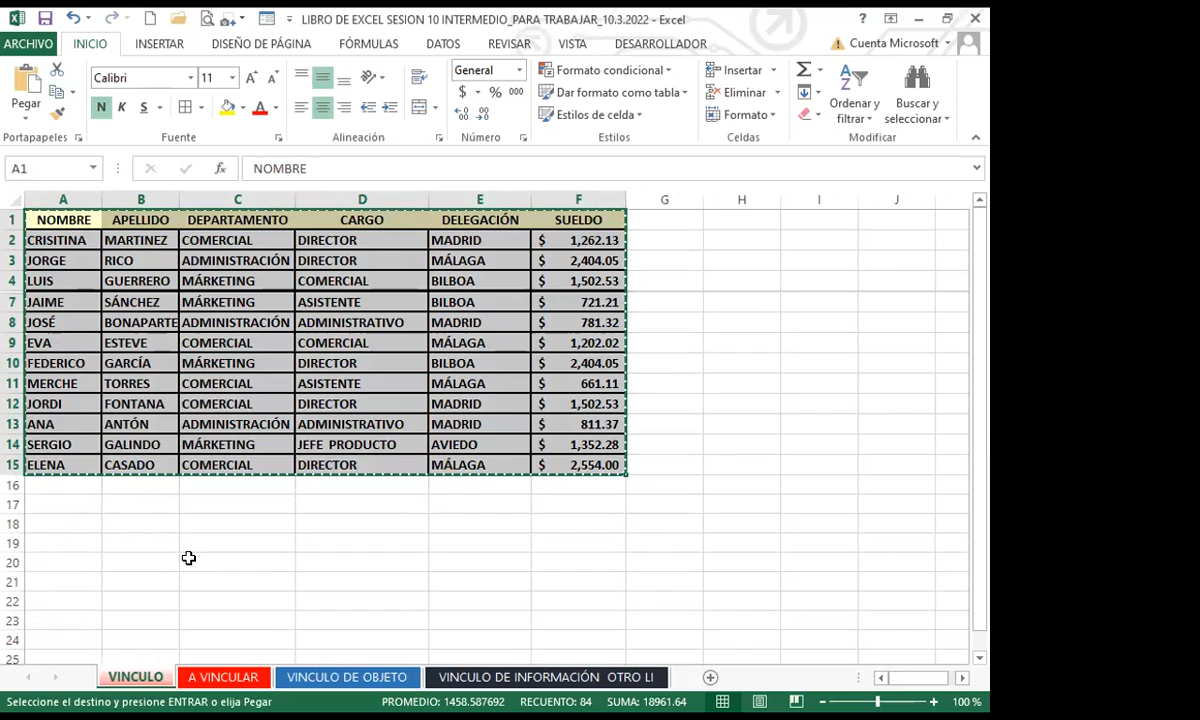 LIBRO DE EXCEL SESION 10 INTERMEDIO_PARA TRABAJAR_10.3.2022 - Excel
ARCHIVO INICIO INSERTAR DISEÑO DE PÁGINA FÓRMULAS DATOS REVISAR VISTA DESARROLLADOR Cuenta Microsoft
Pegar
Calibri 11
N K S
General
$ % 000
Formato condicional
Dar formato como tabla
Estilos de celda
Insertar
Eliminar
Formato
Ordenar y filtrar
Buscar y seleccionar
Portapapeles Fuente Alineación Número Estilos Celdas Modificar
A1 fx NOMBRE
A B C D E F G H I J
1 NOMBRE APELLIDO DEPARTAMENTO CARGO DELEGACIÓN SUELDO
2 CRISITINA MARTINEZ COMERCIAL DIRECTOR MADRID $ 1,262.13
3 JORGE RICO ADMINISTRACIÓN DIRECTOR MÁLAGA $ 2,404.05
4 LUIS GUERRERO MÁRKETING COMERCIAL BILBOA $ 1,502.53
7 JAIME SÁNCHEZ MÁRKETING ASISTENTE BILBOA $ 721.21
8 JOSÉ BONAPARTE ADMINISTRACIÓN ADMINISTRATIVO MADRID $ 781.32
9 EVA ESTEVE COMERCIAL COMERCIAL MÁLAGA $ 1,202.02
10 FEDERICO GARCÍA MÁRKETING DIRECTOR BILBOA $ 2,404.05
11 MERCHE TORRES COMERCIAL ASISTENTE MÁLAGA $ 661.11
12 JORDI FONTANA COMERCIAL DIRECTOR MADRID $ 1,502.53
13 ANA ANTÓN ADMINISTRACIÓN ADMINISTRATIVO MADRID $ 811.37
14 SERGIO GALINDO MÁRKETING JEFE PRODUCTO AVIEDO $ 1,352.28
15 ELENA CASADO COMERCIAL DIRECTOR MÁLAGA $ 2,554.00
16
17
18
19
20
21
22
23
24
25
VINCULO A VINCULAR VINCULO DE OBJETO VINCULO DE INFORMACIÓN OTRO LI
Seleccione el destino y presione ENTRAR o elija Pegar PROMEDIO: 1458.587692 RECUENTO: 84 SUMA: 18961.64 100 %